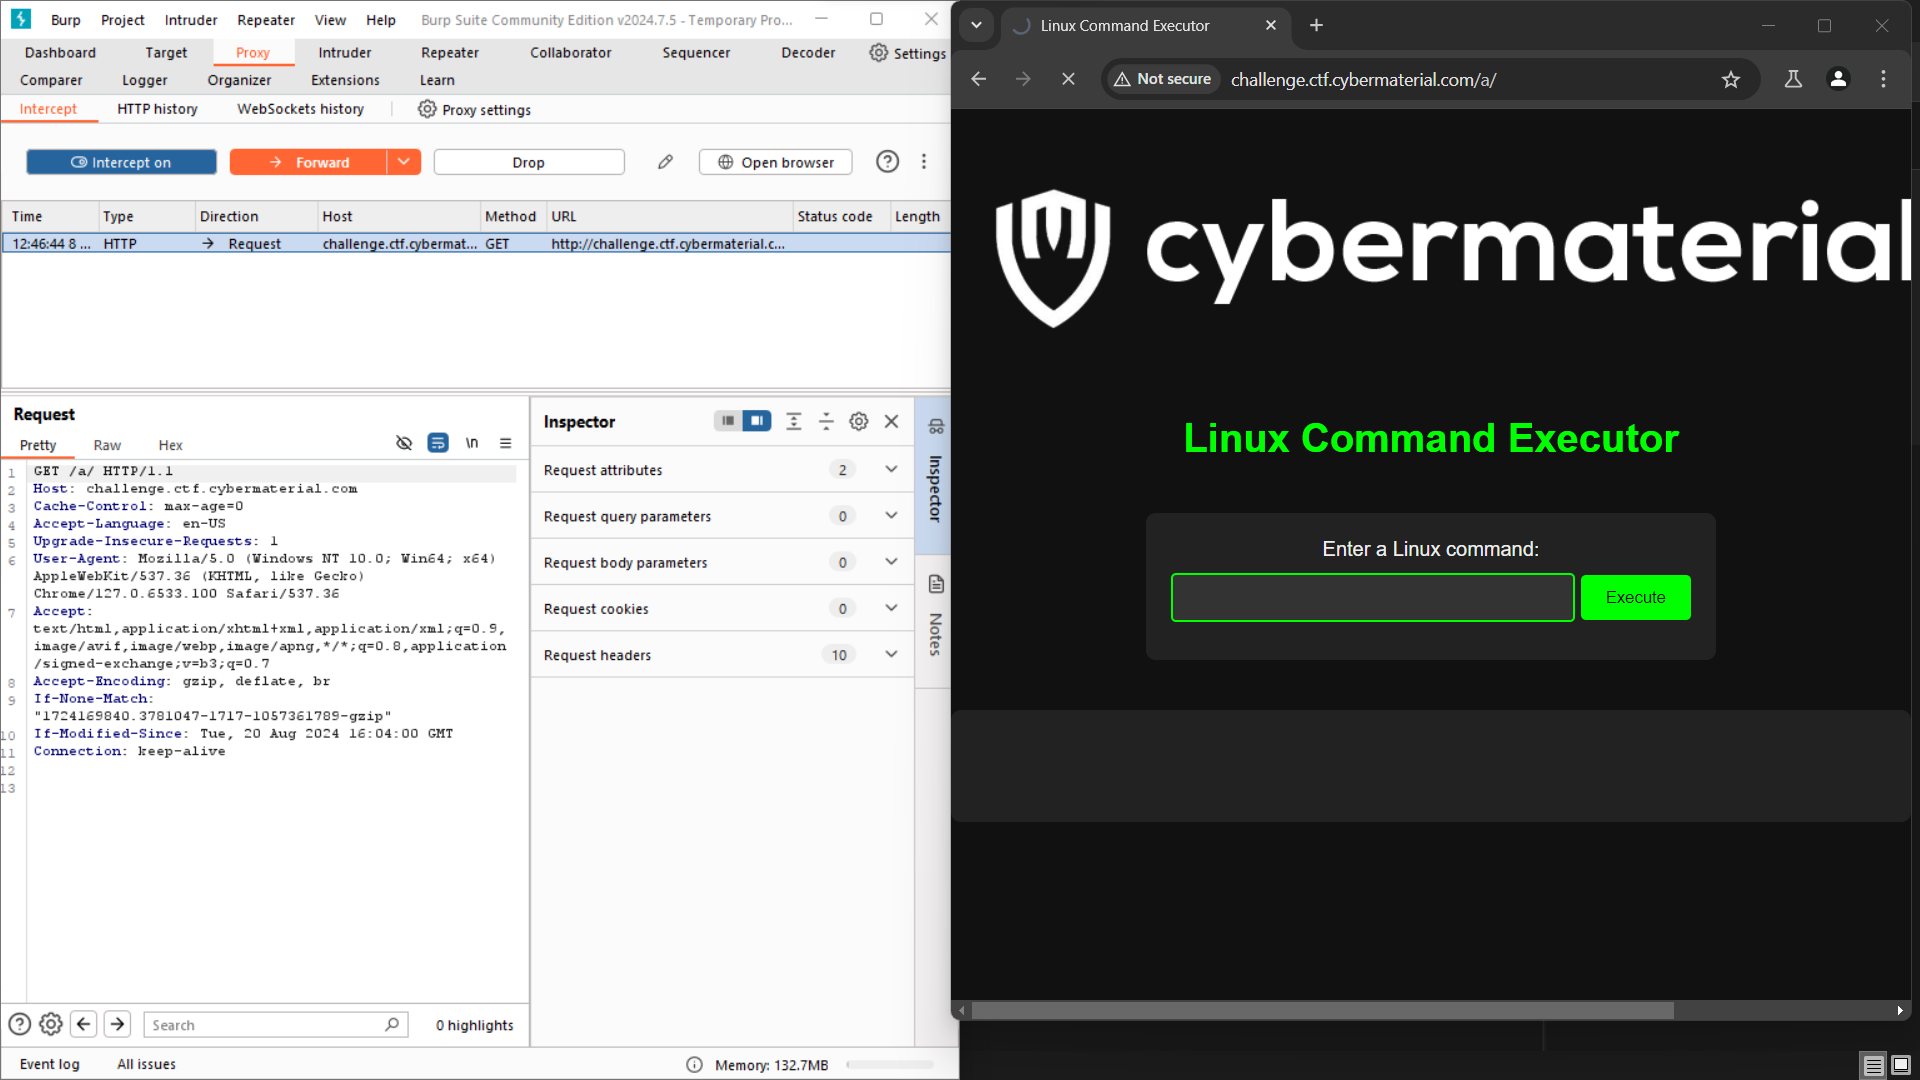 Burp Project Intruder Repeater View Help Burp Suite Community Edition v2024.7.5 - Temporary Pro...
Dashboard Target Proxy Intruder Repeater Collaborator Sequencer Decoder Settings
Comparer Logger Organizer Extensions Learn
Intercept HTTP history WebSockets history Proxy settings
Intercept on Forward Drop Open browser
Time Type Direction Host Method URL Status code Length
12:46:44 8 ... HTTP Request challenge.ctf.cybermat... GET http://challenge.ctf.cybermaterial.c...
Request
Pretty Raw Hex \n
1 GET /a/ HTTP/1.1
2 Host: challenge.ctf.cybermaterial.com
3 Cache-Control: max-age=0
4 Accept-Language: en-US
5 Upgrade-Insecure-Requests: 1
6 User-Agent: Mozilla/5.0 (Windows NT 10.0; Win64; x64)
AppleWebKit/537.36 (KHTML, like Gecko)
Chrome/127.0.6533.100 Safari/537.36
7 Accept:
text/html,application/xhtml+xml,application/xml;q=0.9,
image/avif,image/webp,image/apng,*/*;q=0.8,application
/signed-exchange;v=b3;q=0.7
8 Accept-Encoding: gzip, deflate, br
9 If-None-Match:
"1724169840.3781047-1717-1057361789-gzip"
10 If-Modified-Since: Tue, 20 Aug 2024 16:04:00 GMT
11 Connection: keep-alive
12
13
Search 0 highlights
Inspector
Request attributes 2
Request query parameters 0
Request body parameters 0
Request cookies 0
Request headers 10
Inspector
Notes
Event log All issues Memory: 132.7MB
Linux Command Executor
Not secure challenge.ctf.cybermaterial.com/a/
cybermaterial
Linux Command Executor
Enter a Linux command:
Execute